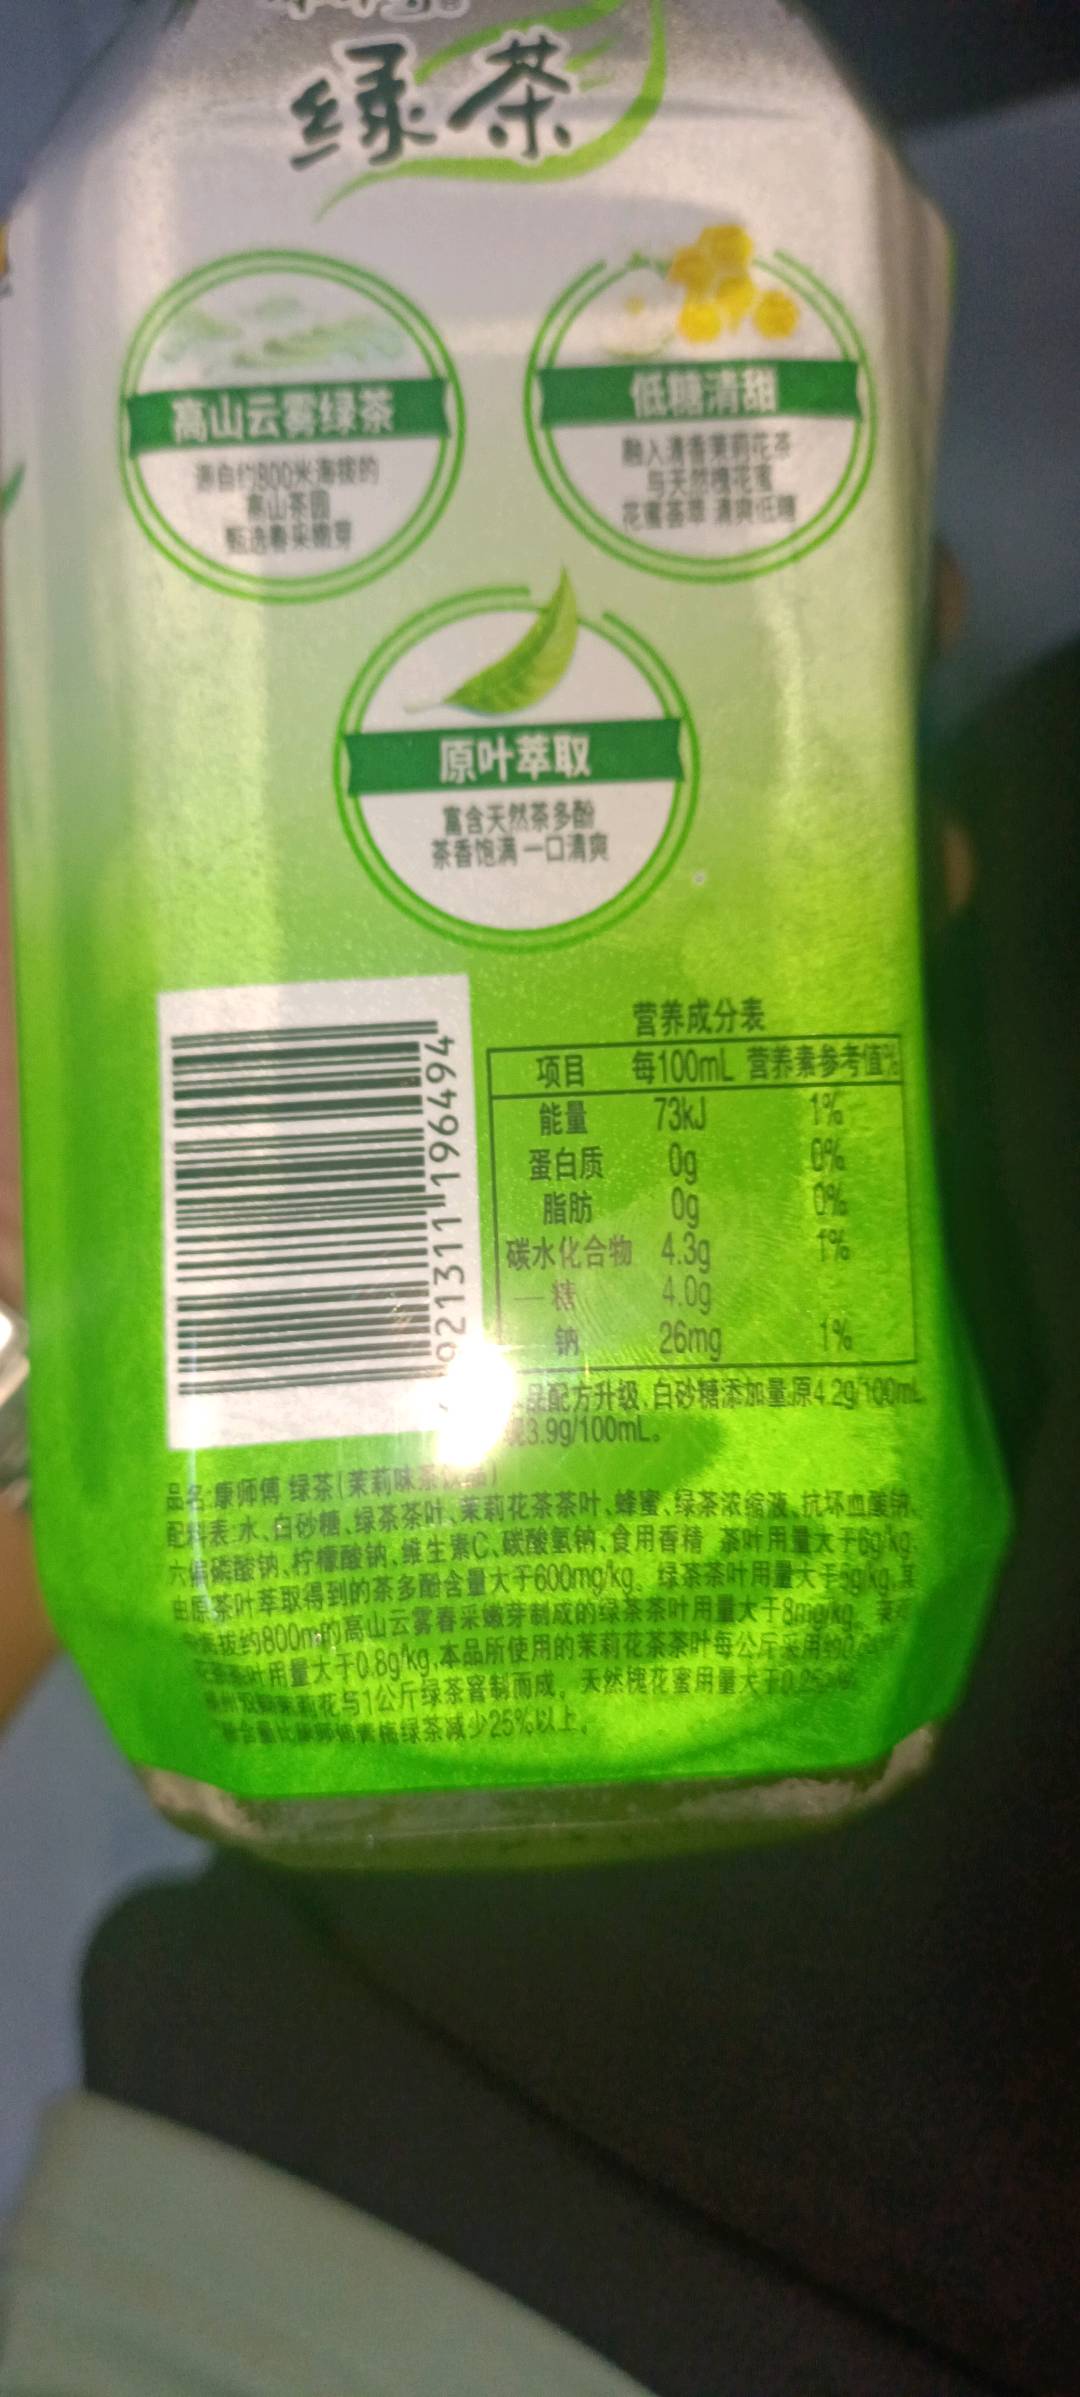 绿茶
高山云雾绿茶
源自约800米海拔的
高山茶园
甄选春采嫩芽
低糖清甜
融入清香茉莉花茶
与天然槐花蜜
花蜜荟萃 清爽低糖
原叶萃取
富含天然茶多酚
茶香饱满 一口清爽
921311 196494
营养成分表
项目 每100mL 营养素参考值%
能量 73kJ 1%
蛋白质 0g 0%
脂肪 0g 0%
碳水化合物 4.3g 1%
—糖 4.0g
钠 26mg 1%
品配方升级,白砂糖添加量原4.2g/100mL
3.9g/100mL。
品名:康师傅 绿茶(茉莉味茶饮品)
配料表:水、白砂糖、绿茶茶叶、茉莉花茶茶叶、蜂蜜、绿茶浓缩液、抗坏血酸钠、
六偏磷酸钠、柠檬酸钠、维生素C、碳酸氢钠、食用香精 茶叶用量大于6g/kg,
由原茶叶萃取得到的茶多酚含量大于600mg/kg。绿茶茶叶用量大于5g/kg,其
拔约800m的高山云雾春采嫩芽制成的绿茶茶叶用量大于8mg/kg,
茶叶用量大于0.8g/kg,本品所使用的茉莉花茶茶叶每公斤采用
茉莉花与1公斤绿茶窨制而成。天然槐花蜜用量大于
绿茶减少25%以上。